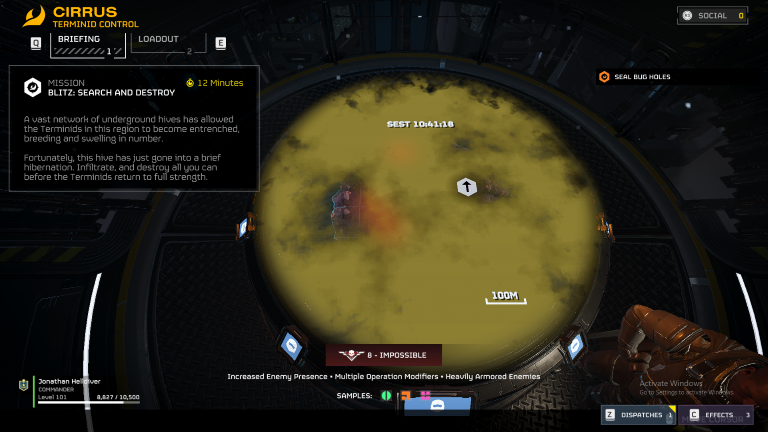 CIRRUS
TERMINID CONTROL
SOCIAL 0
Q BRIEFING 1
LOADOUT 2 E
MISSION
12 Minutes
BLITZ: SEARCH AND DESTROY
A vast network of underground hives has allowed
the Terminids in this region to become entrenched,
breeding and swelling in number.
Fortunately, this hive has just gone into a brief
hibernation. Infiltrate, and destroy all you can
before the Terminids return to full strength.
SEAL BUG HOLES
SEST 10:41:18
100M
8 - IMPOSSIBLE
Increased Enemy Presence • Multiple Operation Modifiers • Heavily Armored Enemies
SAMPLES:
Jonathan Helldiver
COMMANDER
Level 101 8,827 / 10,500
Activate Windows
Go to Settings to activate Windows.
Z DISPATCHES 1
C EFFECTS 3